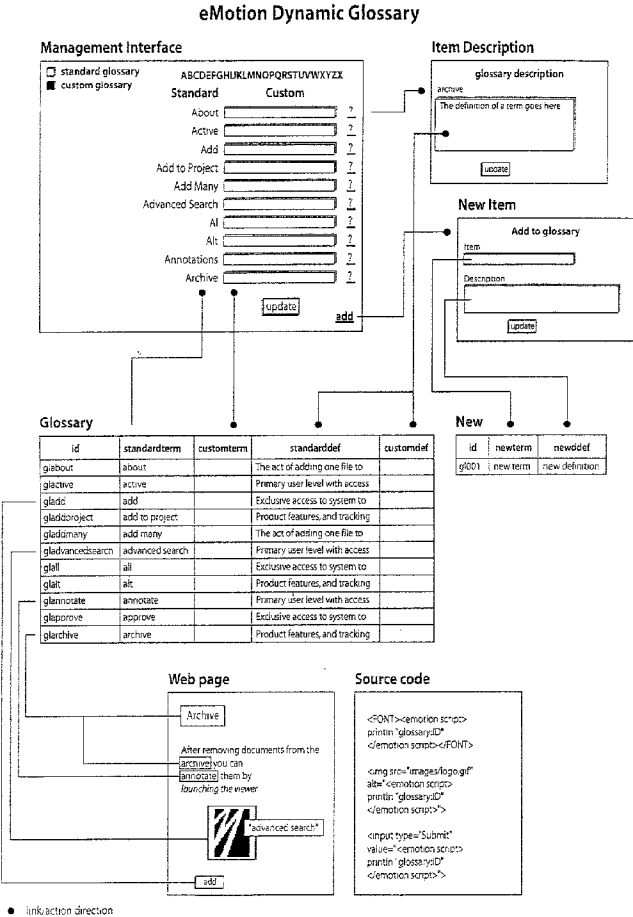 eMotion Dynamic Glossary
Management Interface
standard glossary
custom glossary
ABCDEFGHIJKLMNOPQRSTUVWXYZX
Standard Custom
About ?
Active ?
Add ?
Add to Project ?
Add Many ?
Advanced Search ?
Al ?
Alt ?
Annotations ?
Archive ?
update
add
Item Description
glossary description
archive
The definition of a term goes here
update
New Item
Add to glossary
Item
Description
update
Glossary
id standardterm customterm standarddef customdef
glabout about The act of adding one file to
glactive active Primary user level with access
gladd add Exclusive access to system to
gladdproject add to project Product features, and tracking
gladdmany add many The act of adding one file to
gladvancedsearch advanced search Primary user level with access
glall all Exclusive access to system to
glalt alt Product features, and tracking
glannotate annotate Primary user level with access
glapprove approve Exclusive access to system to
glarchive archive Product features, and tracking
New
id newterm newddef
gl001 new term new definition
Web page
Archive
After removing documents from the
archive you can
annotate them by
launching the viewer
"advanced search"
add
Source code
<FONT><emotion script>
println "glossary:ID"
</emotion script></FONT>
<img src="images/logo.gif"
alt="<emotion script>
println "glossary:ID"
</emotion script>">
<input type="Submit"
value="<emotion script>
println "glossary:ID"
</emotion script>">
link/action direction